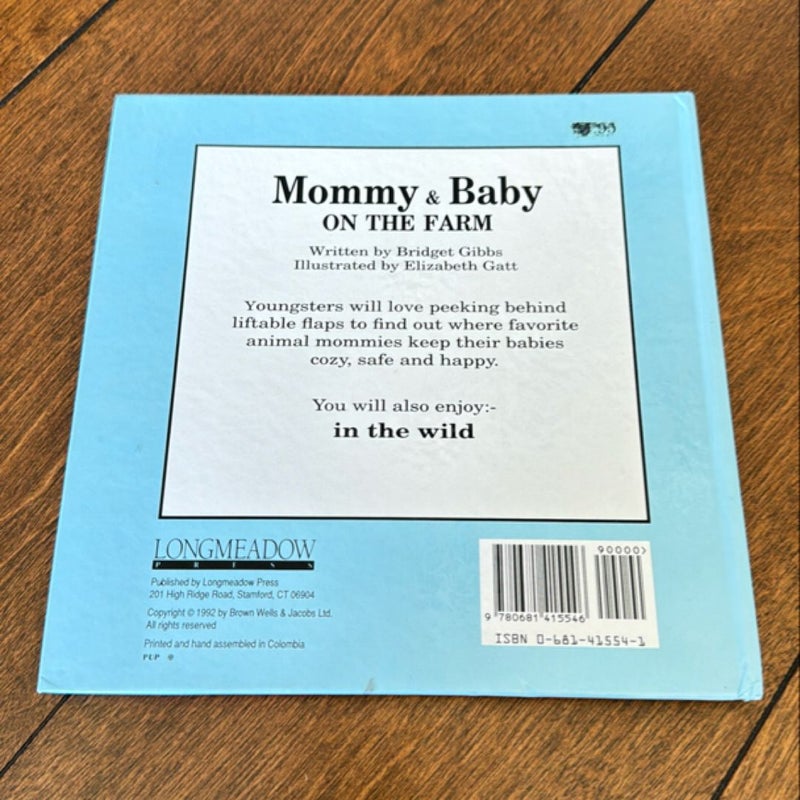 Mommy & Baby
ON THE FARM
Written by Bridget Gibbs
Illustrated by Elizabeth Gatt
Youngsters will love peeking behind
liftable flaps to find out where favorite
animal mommies keep their babies
cozy, safe and happy.
You will also enjoy:-
in the wild
LONGMEADOW
PRESS
Published by Longmeadow Press
201 High Ridge Road, Stamford, CT 06904
Copyright © 1992 by Brown Wells & Jacobs Ltd.
All rights reserved
Printed and hand assembled in Colombia
PUP ®
90000>
9 780681 415546
ISBN 0-681-41554-1